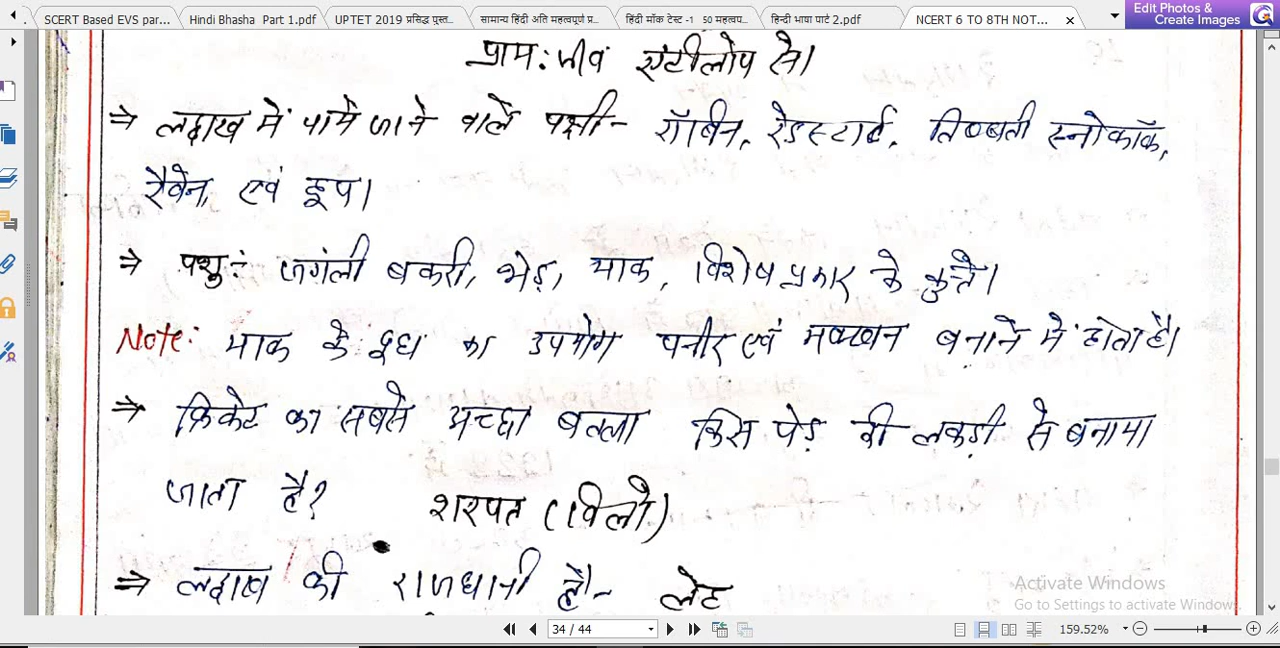 SCERT Based EVS par...
Hindi Bhasha Part 1.pdf
UPTET 2019 प्रसिद्ध पुस्त...
सामान्य हिंदी अति महत्वपूर्ण प्र...
हिंदी मॉक टेस्ट -1 50 महत्वप...
हिन्दी भाषा पार्ट 2.pdf
NCERT 6 TO 8TH NOT... ×
Edit Photos &
Create Images
प्राय: चीन एंटीलोप से।
⇒ लद्दाख में पाये जाने वाले पक्षी - रॉबीन, रेडस्टार्ट, तिब्बती स्नोकॉक,
रैवेन, एवं हूप।
⇒ पशु :- जगंली बकरी, भेड़, याक, विशेष प्रकार के कुत्ते।
Note: याक के दूध का उपयोग पनीर एवं मख्खन बनाने में होता है।
⇒ क्रिकेट का सबसे अच्छा बल्ला किस पेड़ की लकड़ी से बनाया
जाता है? शरपत (विलो)
⇒ लद्दाख की राजधानी है - लेह
Activate Windows
Go to Settings to activate Windows.
34 / 44
159.52%